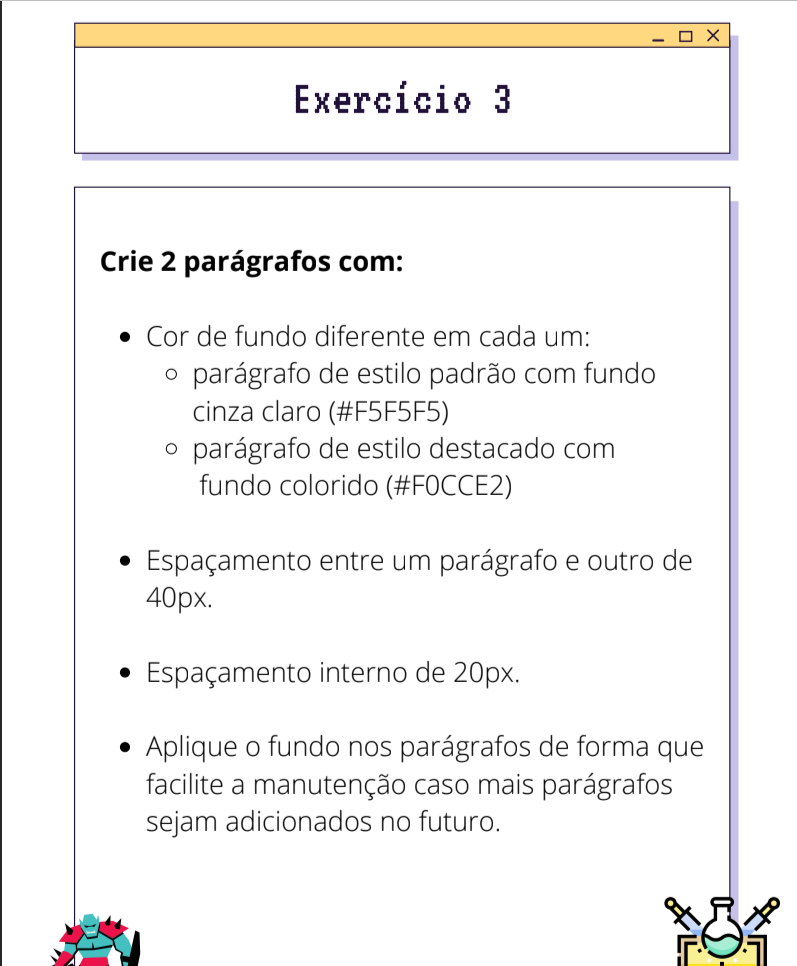 Exercício 3
Crie 2 parágrafos com:
Cor de fundo diferente em cada um:
parágrafo de estilo padrão com fundo
cinza claro (#F5F5F5)
parágrafo de estilo destacado com
fundo colorido (#F0CCE2)
Espaçamento entre um parágrafo e outro de
40px.
Espaçamento interno de 20px.
Aplique o fundo nos parágrafos de forma que
facilite a manutenção caso mais parágrafos
sejam adicionados no futuro.